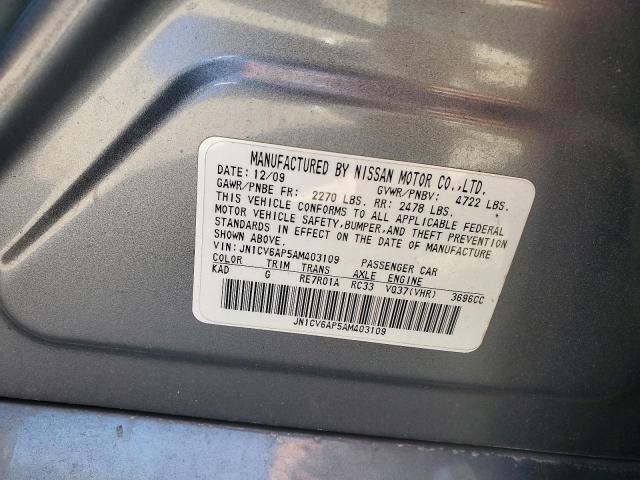 MANUFACTURED BY NISSAN MOTOR CO.,LTD.
DATE: 12/09 GVWR/PNBV: 4722 LBS.
GAWR/PNBE FR: 2270 LBS. RR: 2478 LBS.
THIS VEHICLE CONFORMS TO ALL APPLICABLE FEDERAL
MOTOR VEHICLE SAFETY,BUMPER,AND THEFT PREVENTION
STANDARDS IN EFFECT ON THE DATE OF MANUFACTURE
SHOWN ABOVE.
VIN: JN1CV6AP5AM403109 PASSENGER CAR
COLOR TRIM TRANS AXLE ENGINE
KAD G RE7R01A RC33 VQ37(VHR) 3696CC
JN1CV6AP5AM403109